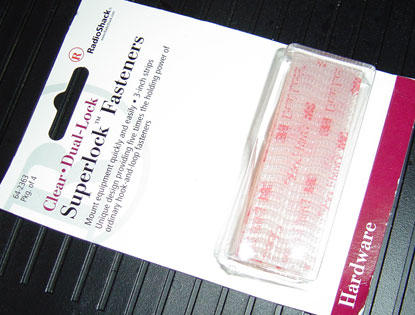 RadioShack®
®
Clear • Dual-Lock
Superlock™ Fasteners
Mount equipment quickly and easily • 3-inch strips
Unique design providing five times the holding power of
ordinary hook-and-loop fasteners
64-2363
Pkg. of 4
Hardware